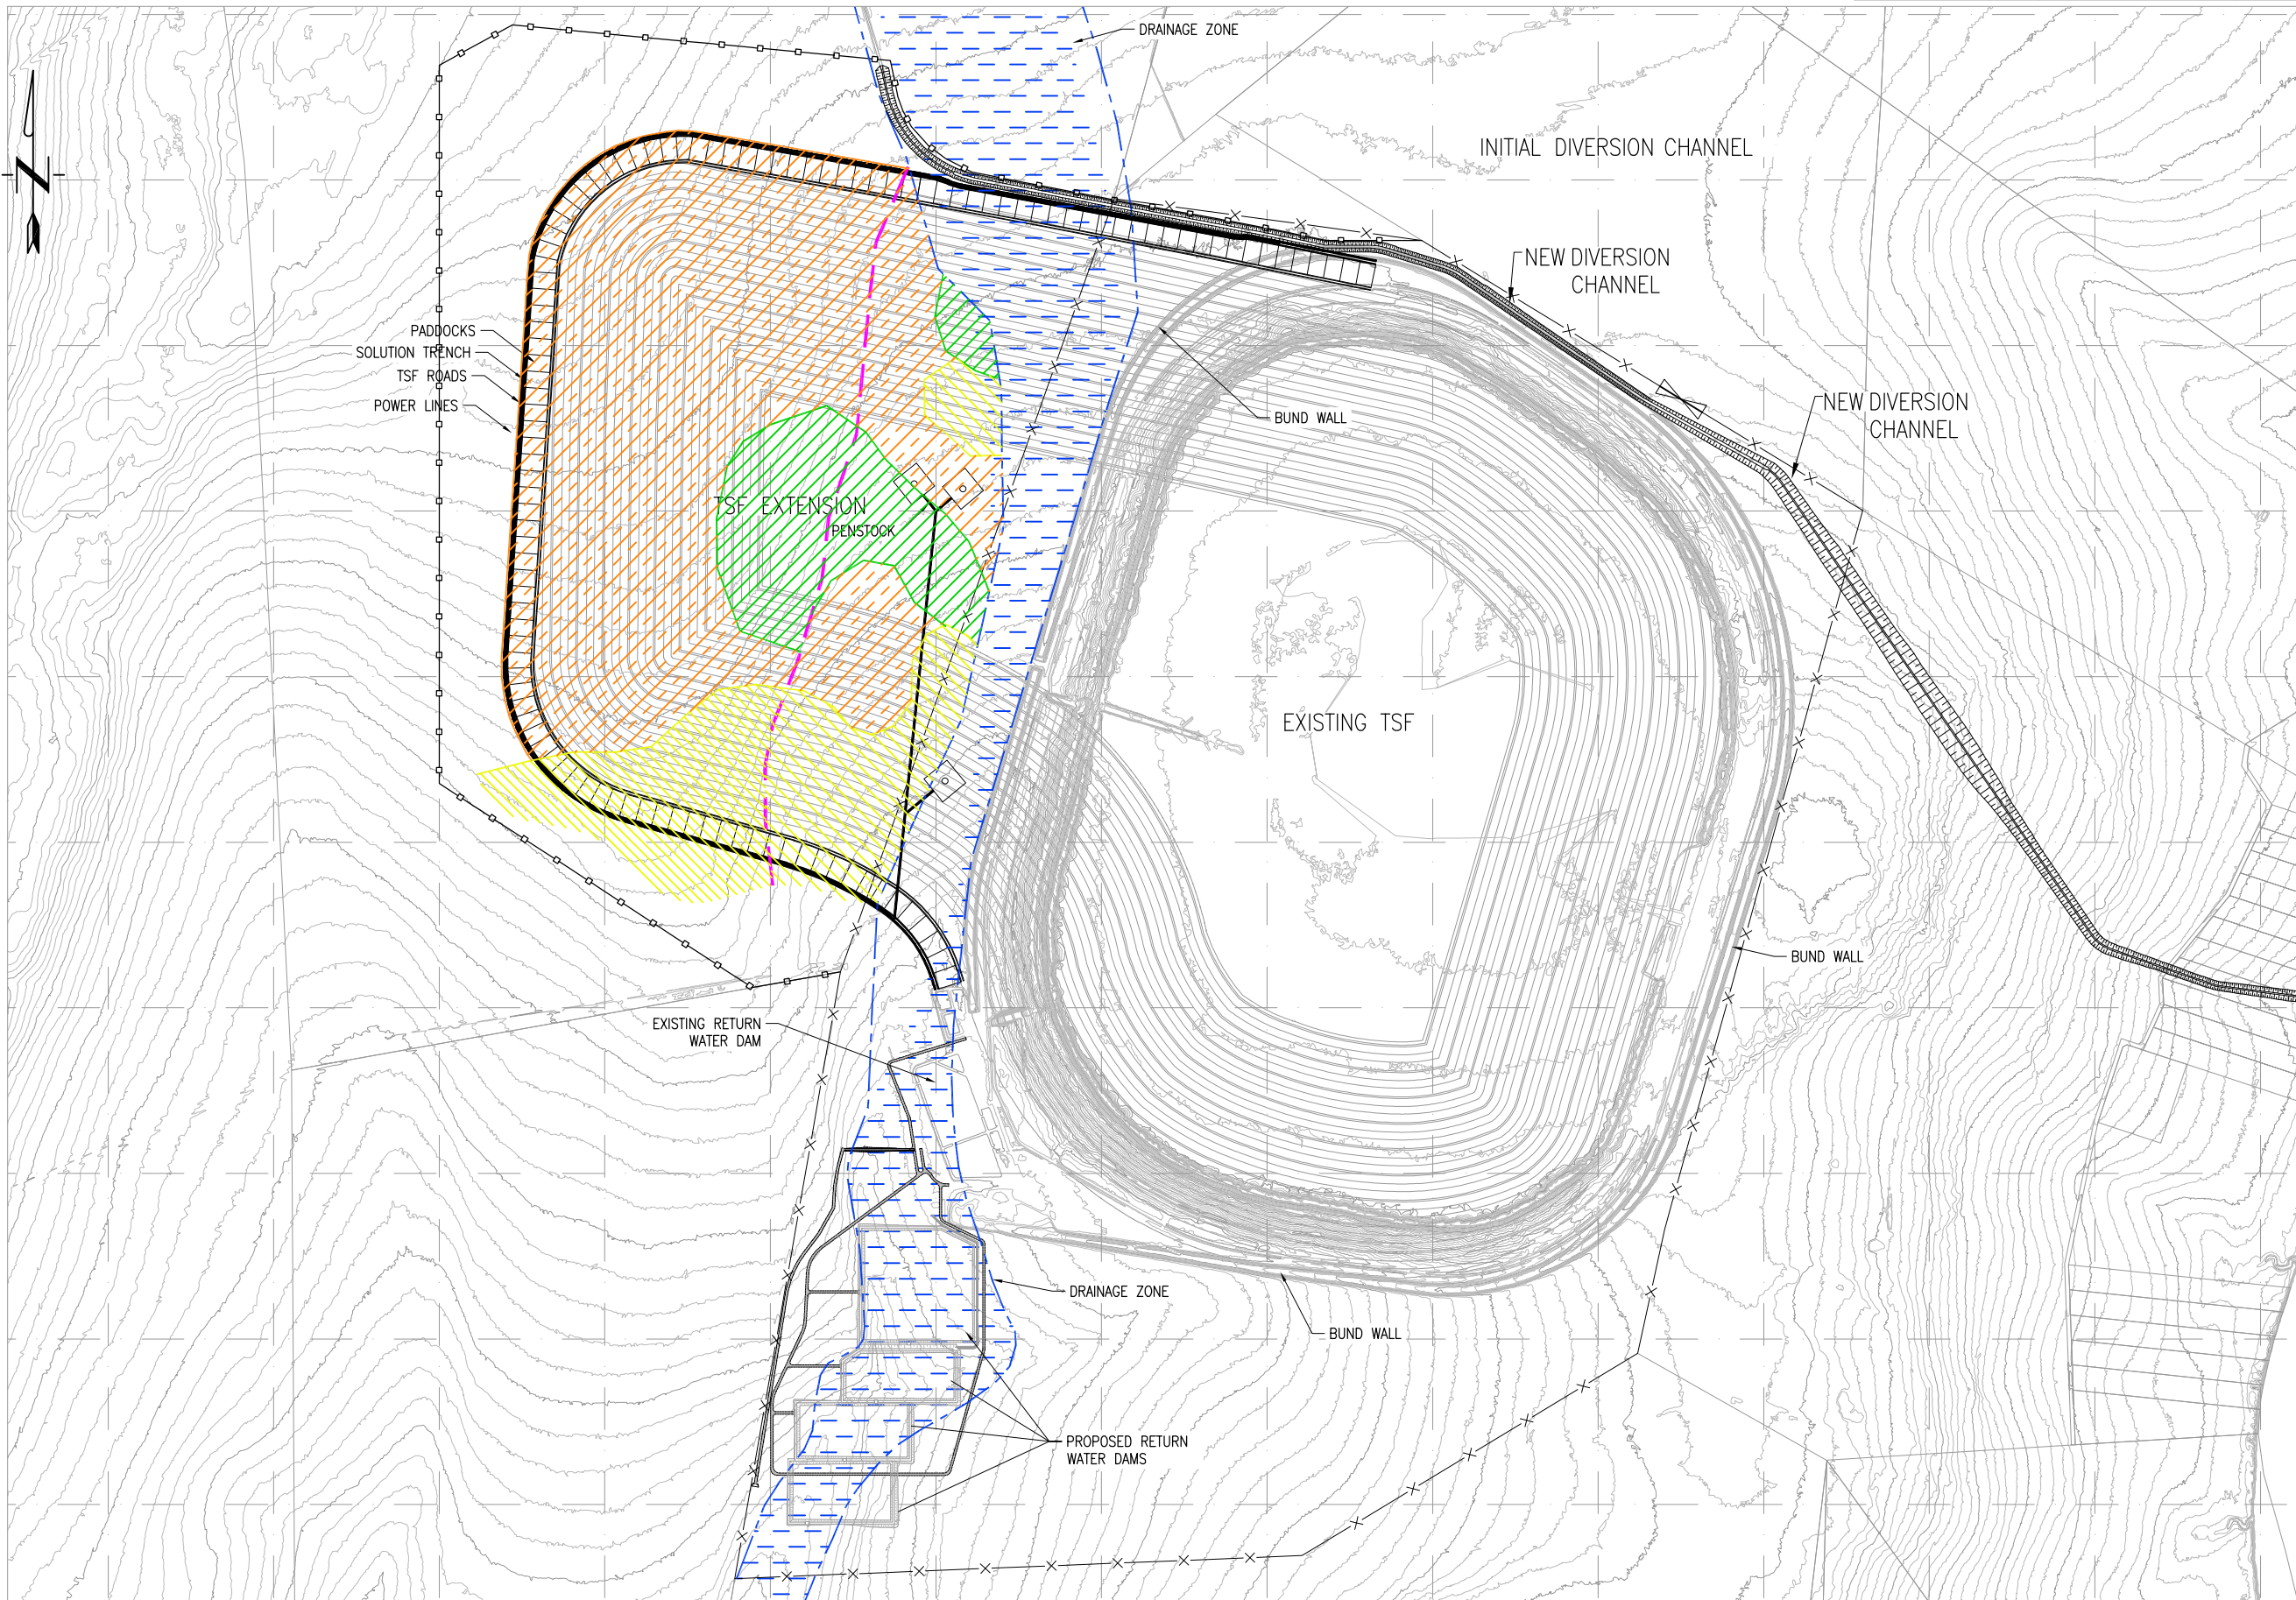 DRAINAGE ZONE
INITIAL DIVERSION CHANNEL
N
NEW DIVERSION
CHANNEL
PADDOCKS
SOLUTION TRENCH
TSF ROADS
POWER LINES
NEW DIVERSION
CHANNEL
BUND WALL
TSF EXTENSION
PENSTOCK
EXISTING TSF
BUND WALL
EXISTING RETURN
WATER DAM
DRAINAGE ZONE
BUND WALL
PROPOSED RETURN
WATER DAMS